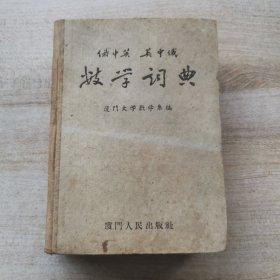 俄中英 英中俄
数学词典
厦門大学数学系編
厦門人民出版社